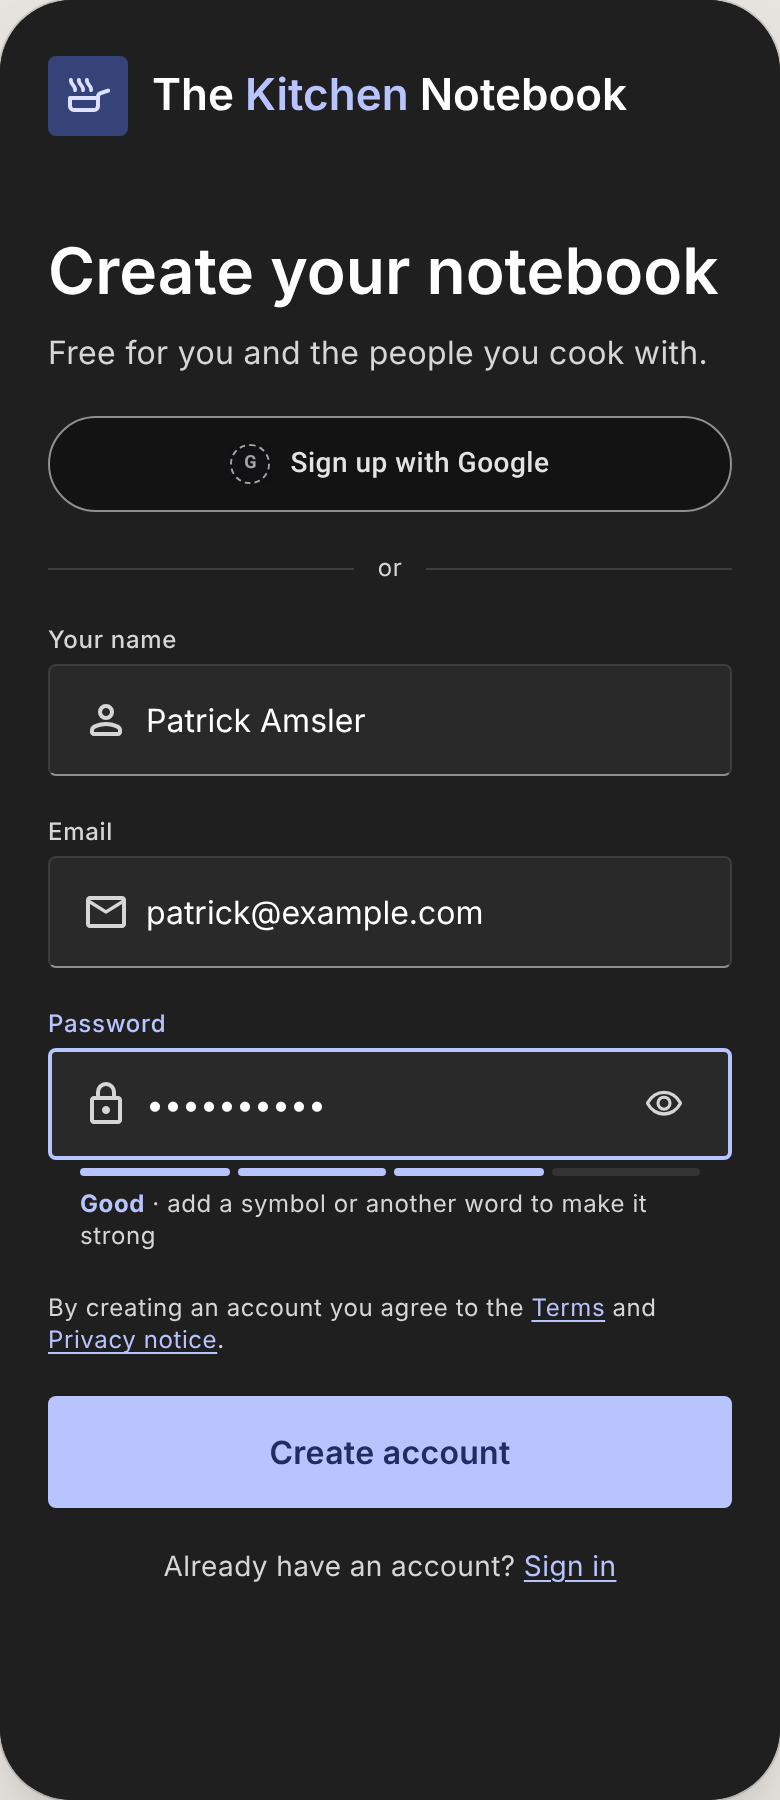 The Kitchen Notebook
Create your notebook
Free for you and the people you cook with.
G Sign up with Google
or
Your name
Patrick Amsler
Email
patrick@example.com
Password
••••••••••
Good · add a symbol or another word to make it
strong
By creating an account you agree to the Terms and
Privacy notice.
Create account
Already have an account? Sign in